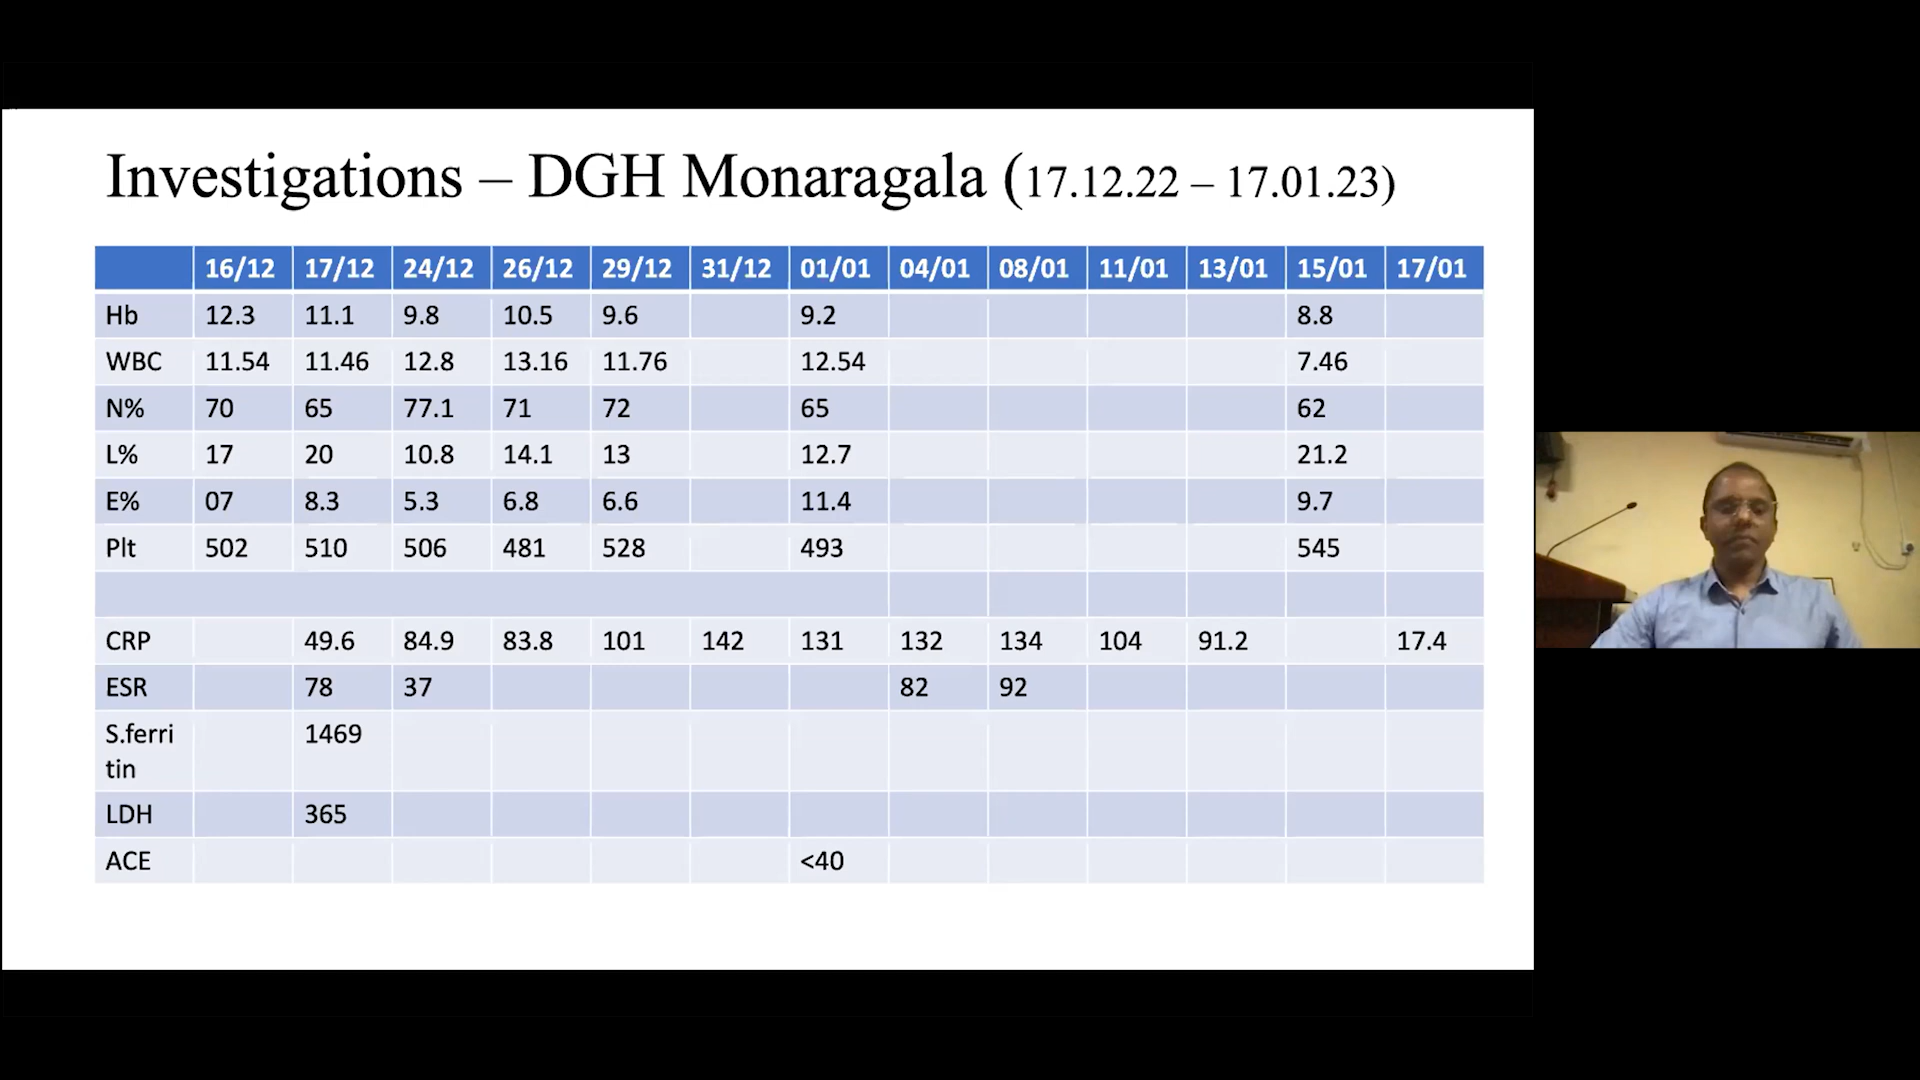 Investigations – DGH Monaragala (17.12.22 – 17.01.23)
16/12 17/12 24/12 26/12 29/12 31/12 01/01 04/01 08/01 11/01 13/01 15/01 17/01
Hb 12.3 11.1 9.8 10.5 9.6 9.2 8.8
WBC 11.54 11.46 12.8 13.16 11.76 12.54 7.46
N% 70 65 77.1 71 72 65 62
L% 17 20 10.8 14.1 13 12.7 21.2
E% 07 8.3 5.3 6.8 6.6 11.4 9.7
Plt 502 510 506 481 528 493 545
CRP 49.6 84.9 83.8 101 142 131 132 134 104 91.2 17.4
ESR 78 37 82 92
S.ferri 1469
tin
LDH 365
ACE <40